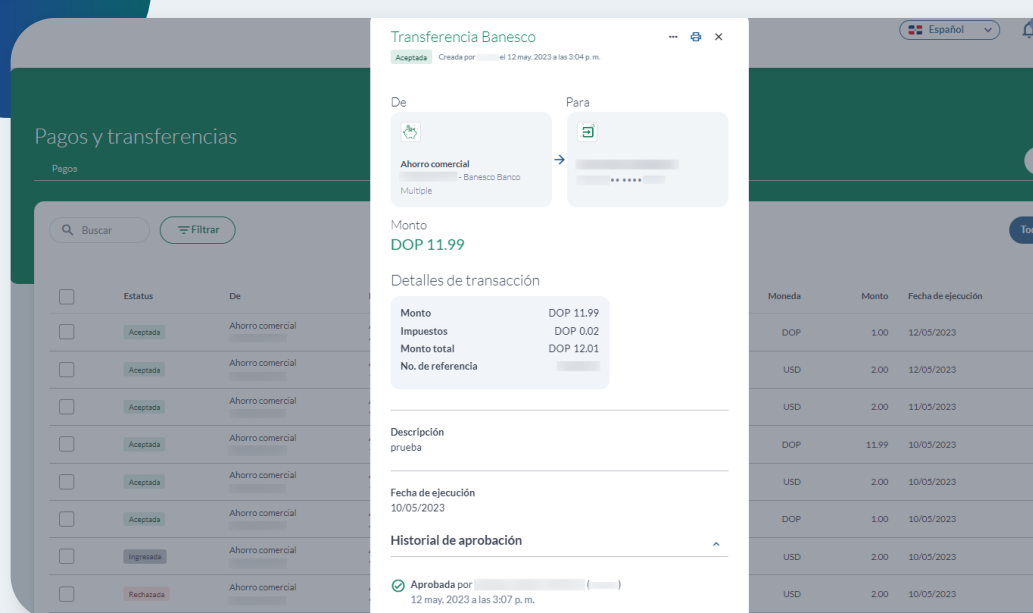 Español
Transferencia Banesco
Aceptada Creada por el 12 may. 2023 a las 3:04 p. m.
De
Para
Ahorro comercial
- Banesco Banco
Multiple
Monto
DOP 11.99
Detalles de transacción
Monto DOP 11.99
Impuestos DOP 0.02
Monto total DOP 12.01
No. de referencia
Descripción
prueba
Fecha de ejecución
10/05/2023
Historial de aprobación
Aprobada por ( )
12 may. 2023 a las 3:07 p. m.
Pagos y transferencias
Pagos
Buscar
Filtrar
Estatus De Moneda Monto Fecha de ejecución
Aceptada Ahorro comercial DOP 1.00 12/05/2023
Aceptada Ahorro comercial USD 2.00 12/05/2023
Aceptada Ahorro comercial USD 2.00 11/05/2023
Aceptada Ahorro comercial DOP 11.99 10/05/2023
Aceptada Ahorro comercial USD 2.00 10/05/2023
Aceptada Ahorro comercial DOP 1.00 10/05/2023
Ingresada Ahorro comercial USD 2.00 10/05/2023
Rechazada Ahorro comercial USD 2.00 10/05/2023